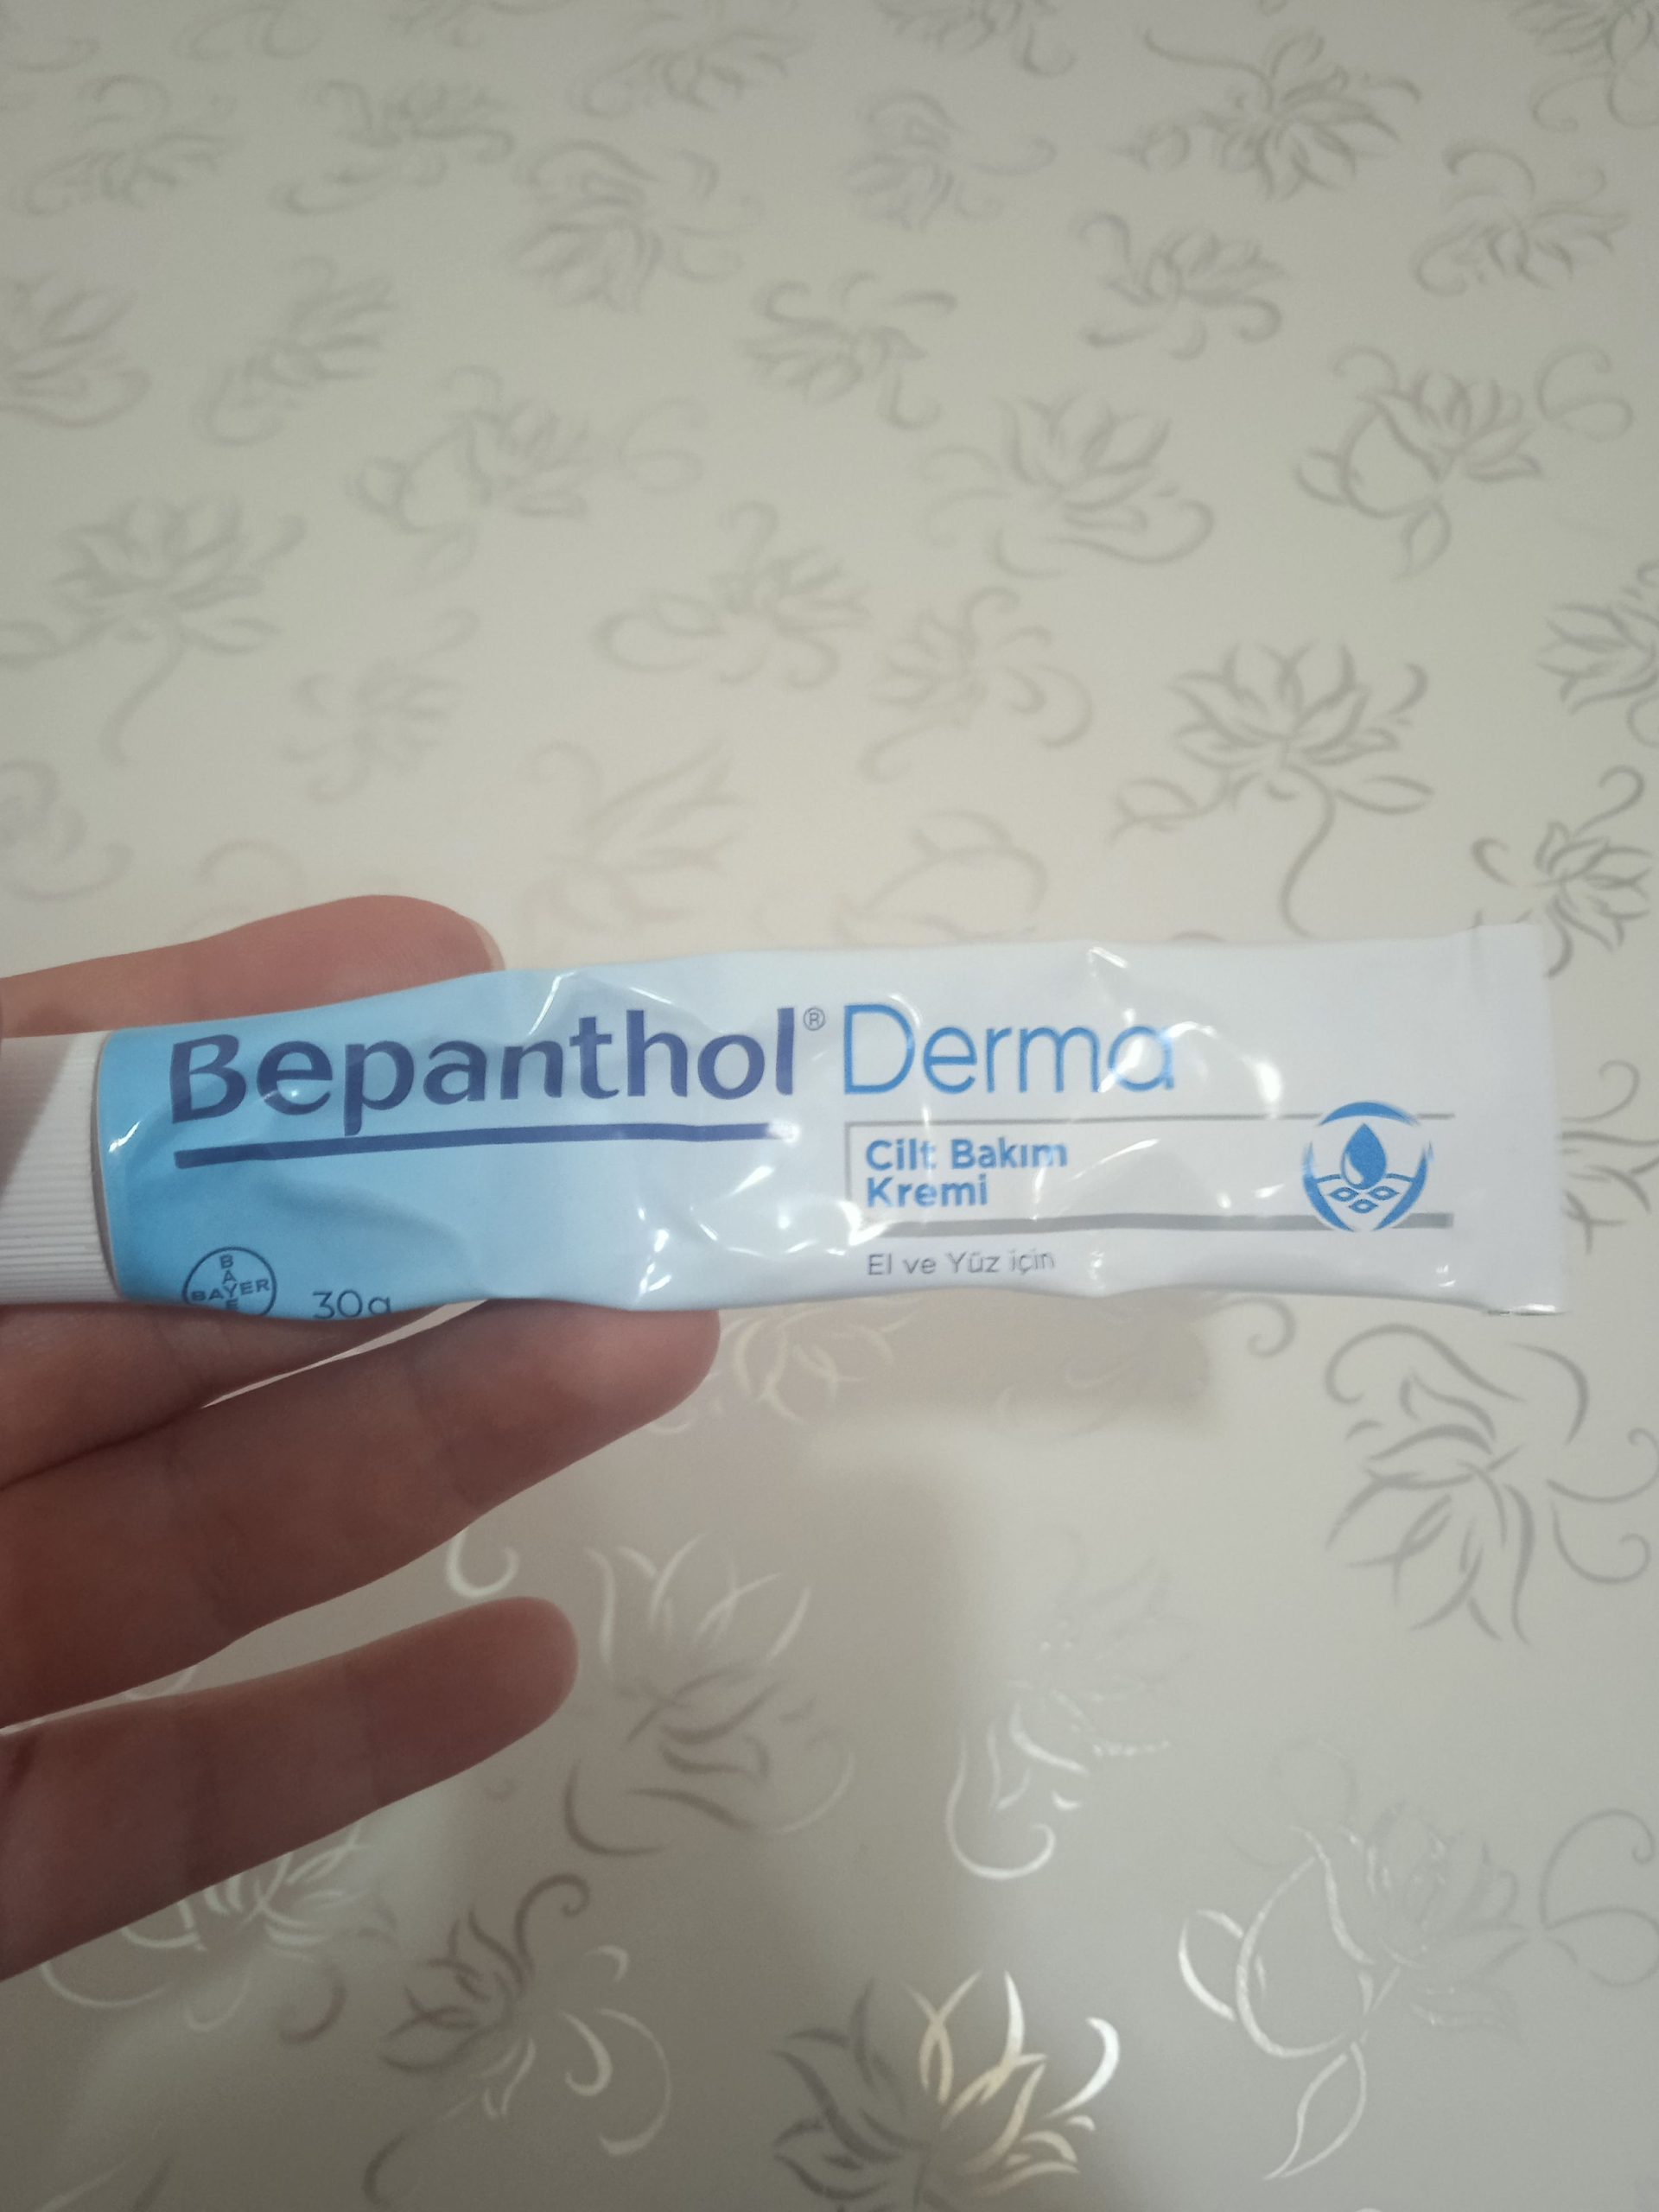 Bepanthol® Derma
Cilt Bakım
Kremi
El ve Yüz için
BAYER
30g